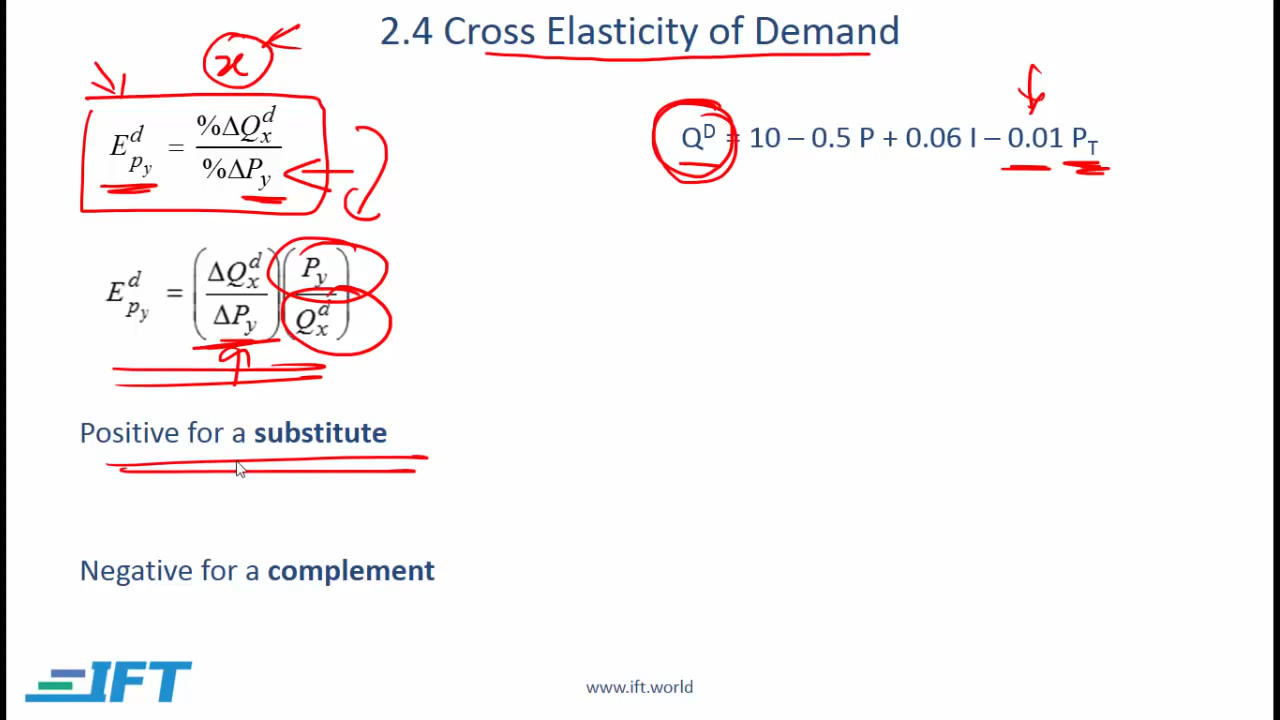 2.4 Cross Elasticity of Demand
x
E^d_{p_y} = %ΔQ^d_x / %ΔP_y
Q^D = 10 – 0.5 P + 0.06 I – 0.01 P_T
E^d_{p_y} = (ΔQ^d_x / ΔP_y)(P_y / Q^d_x)
Positive for a substitute
Negative for a complement
IFT
www.ift.world